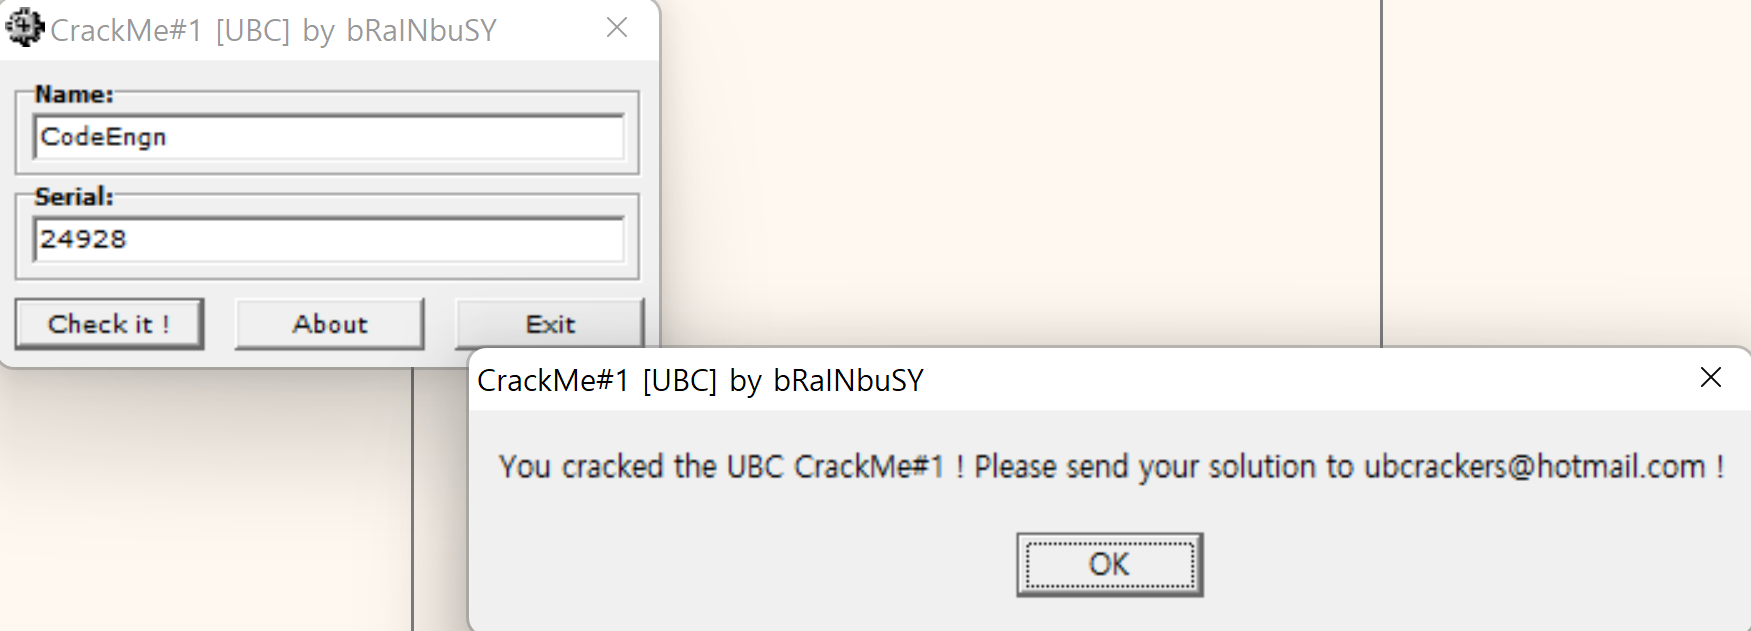 CrackMe#1 [UBC] by bRaINbuSY
Name:
CodeEngn
Serial:
24928
Check it !
About
Exit
CrackMe#1 [UBC] by bRaINbuSY
You cracked the UBC CrackMe#1 ! Please send your solution to ubcrackers@hotmail.com !
OK